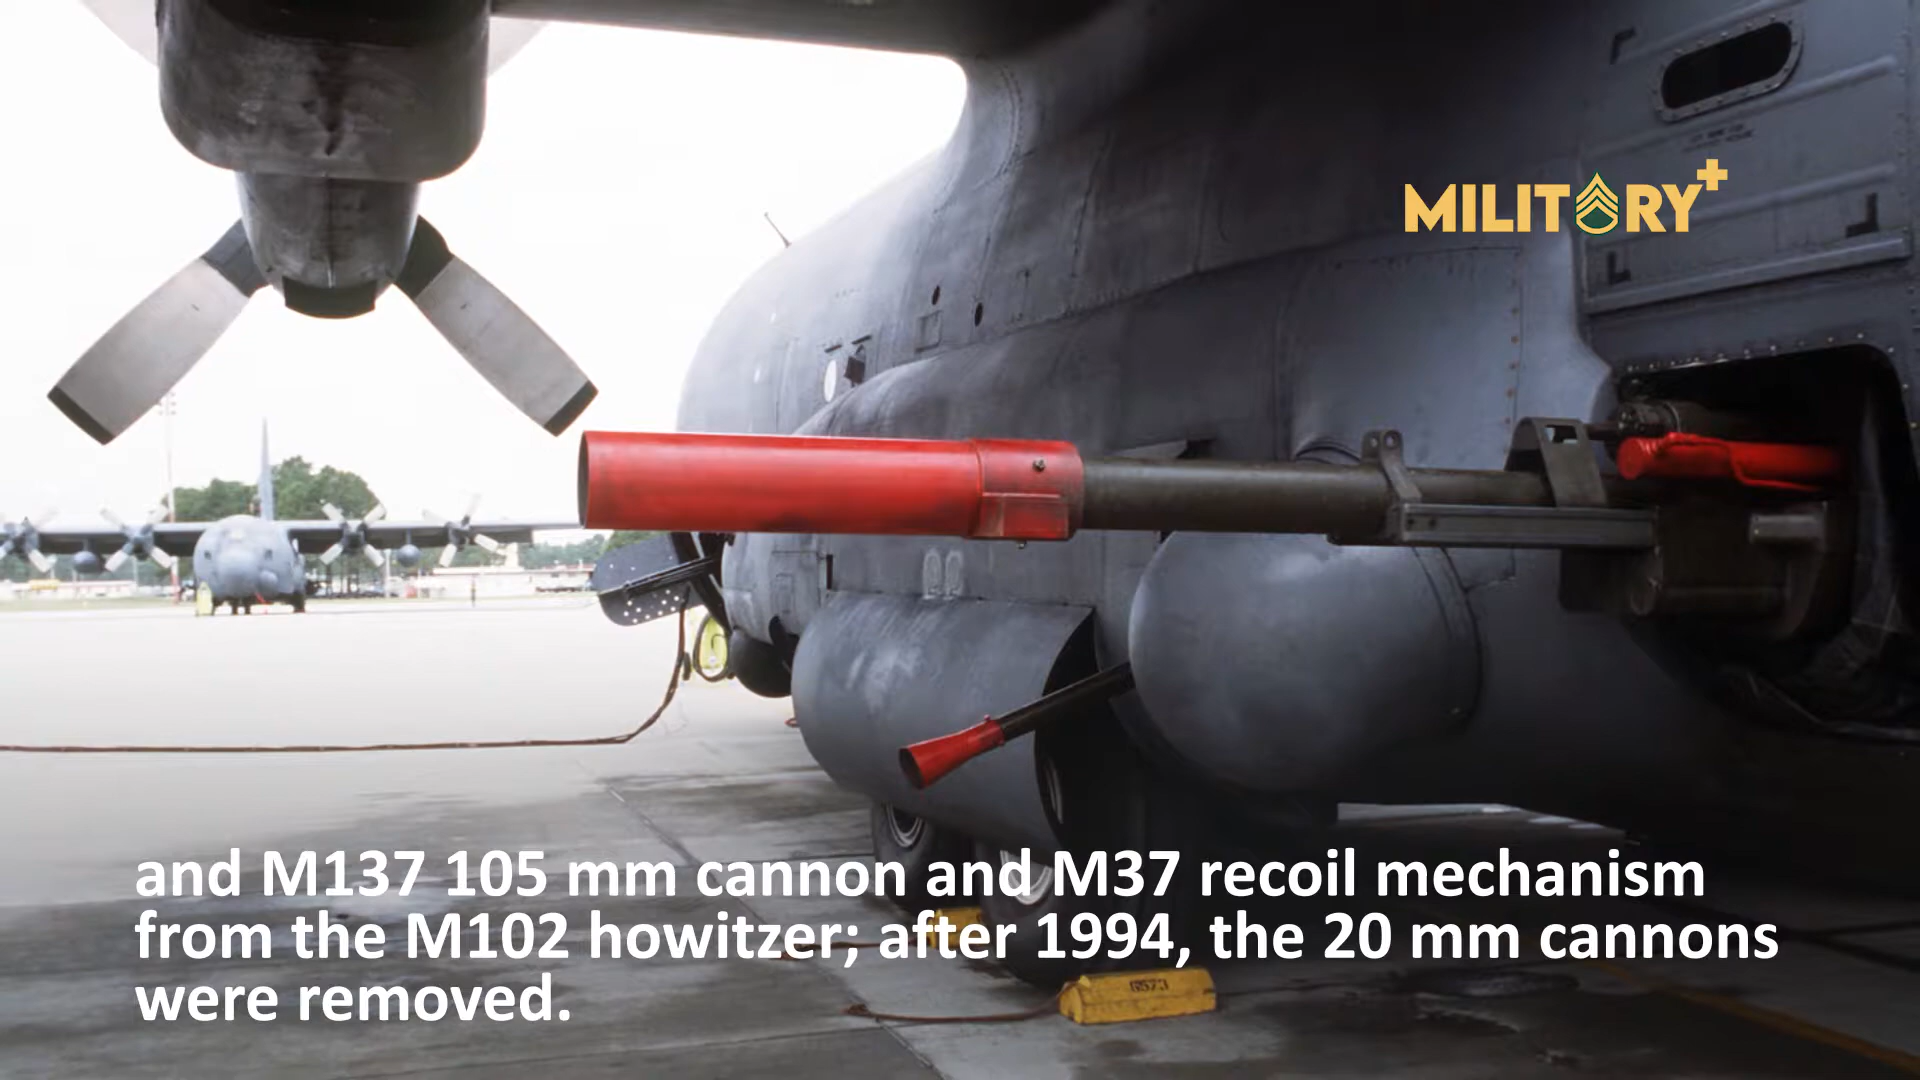 MILITARY+
and M137 105 mm cannon and M37 recoil mechanism
from the M102 howitzer; after 1994, the 20 mm cannons
were removed.
6573